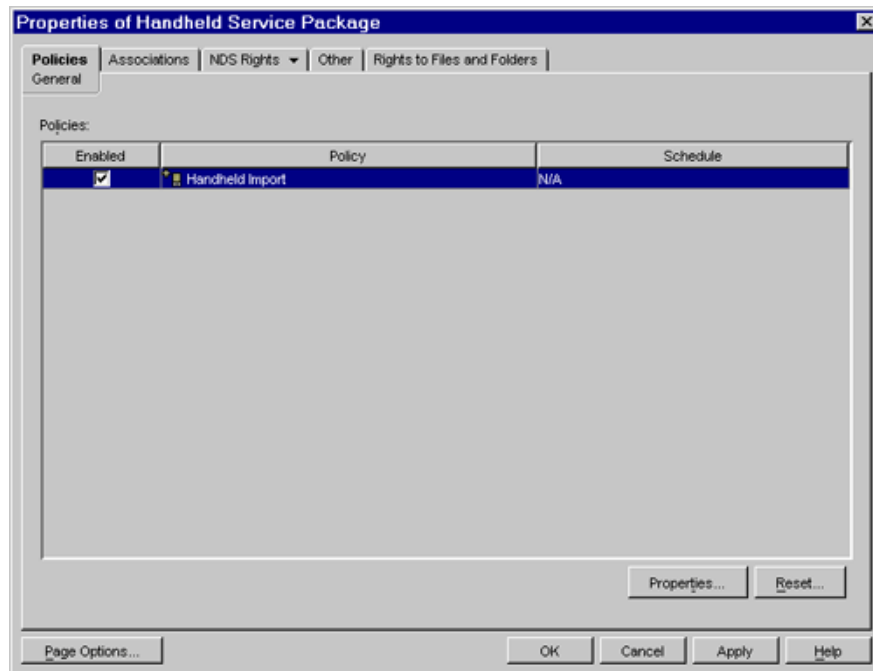 Properties of Handheld Service Package
Policies Associations NDS Rights Other Rights to Files and Folders
General
Policies:
Enabled Policy Schedule
Handheld Import N/A
Properties... Reset...
Page Options... OK Cancel Apply Help